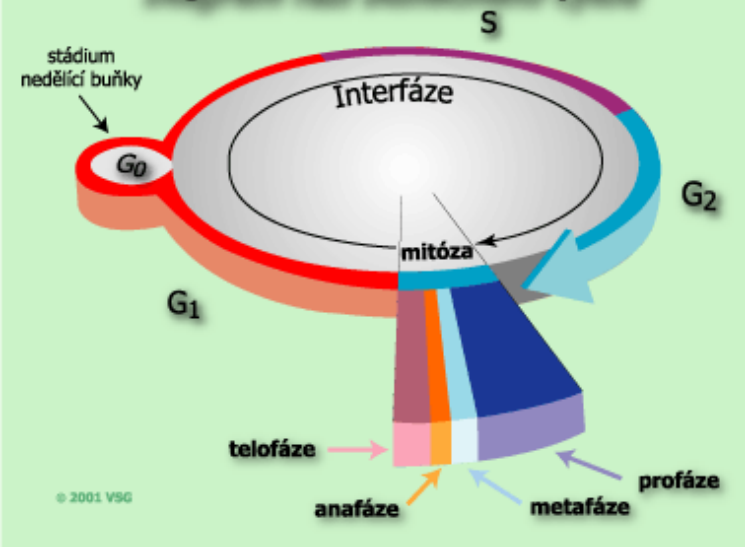 S
stádium
nedělící buňky
Interfáze
G0
G2
mitóza
G1
telofáze
profáze
anafáze
metafáze
© 2001 VSG